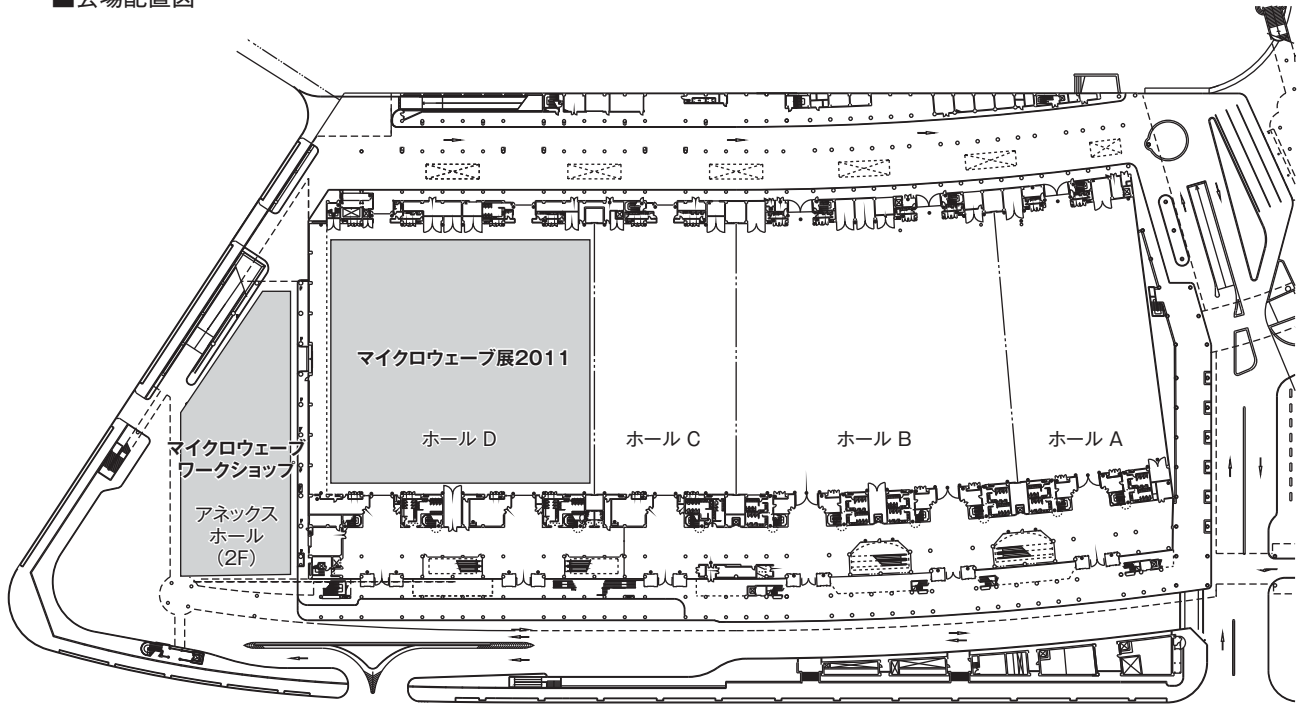 ■会場配置図
マイクロウェーブ展2011
ホール D
ホール C
ホール B
ホール A
マイクロウェーブ
ワークショップ
アネックス
ホール
(2F)